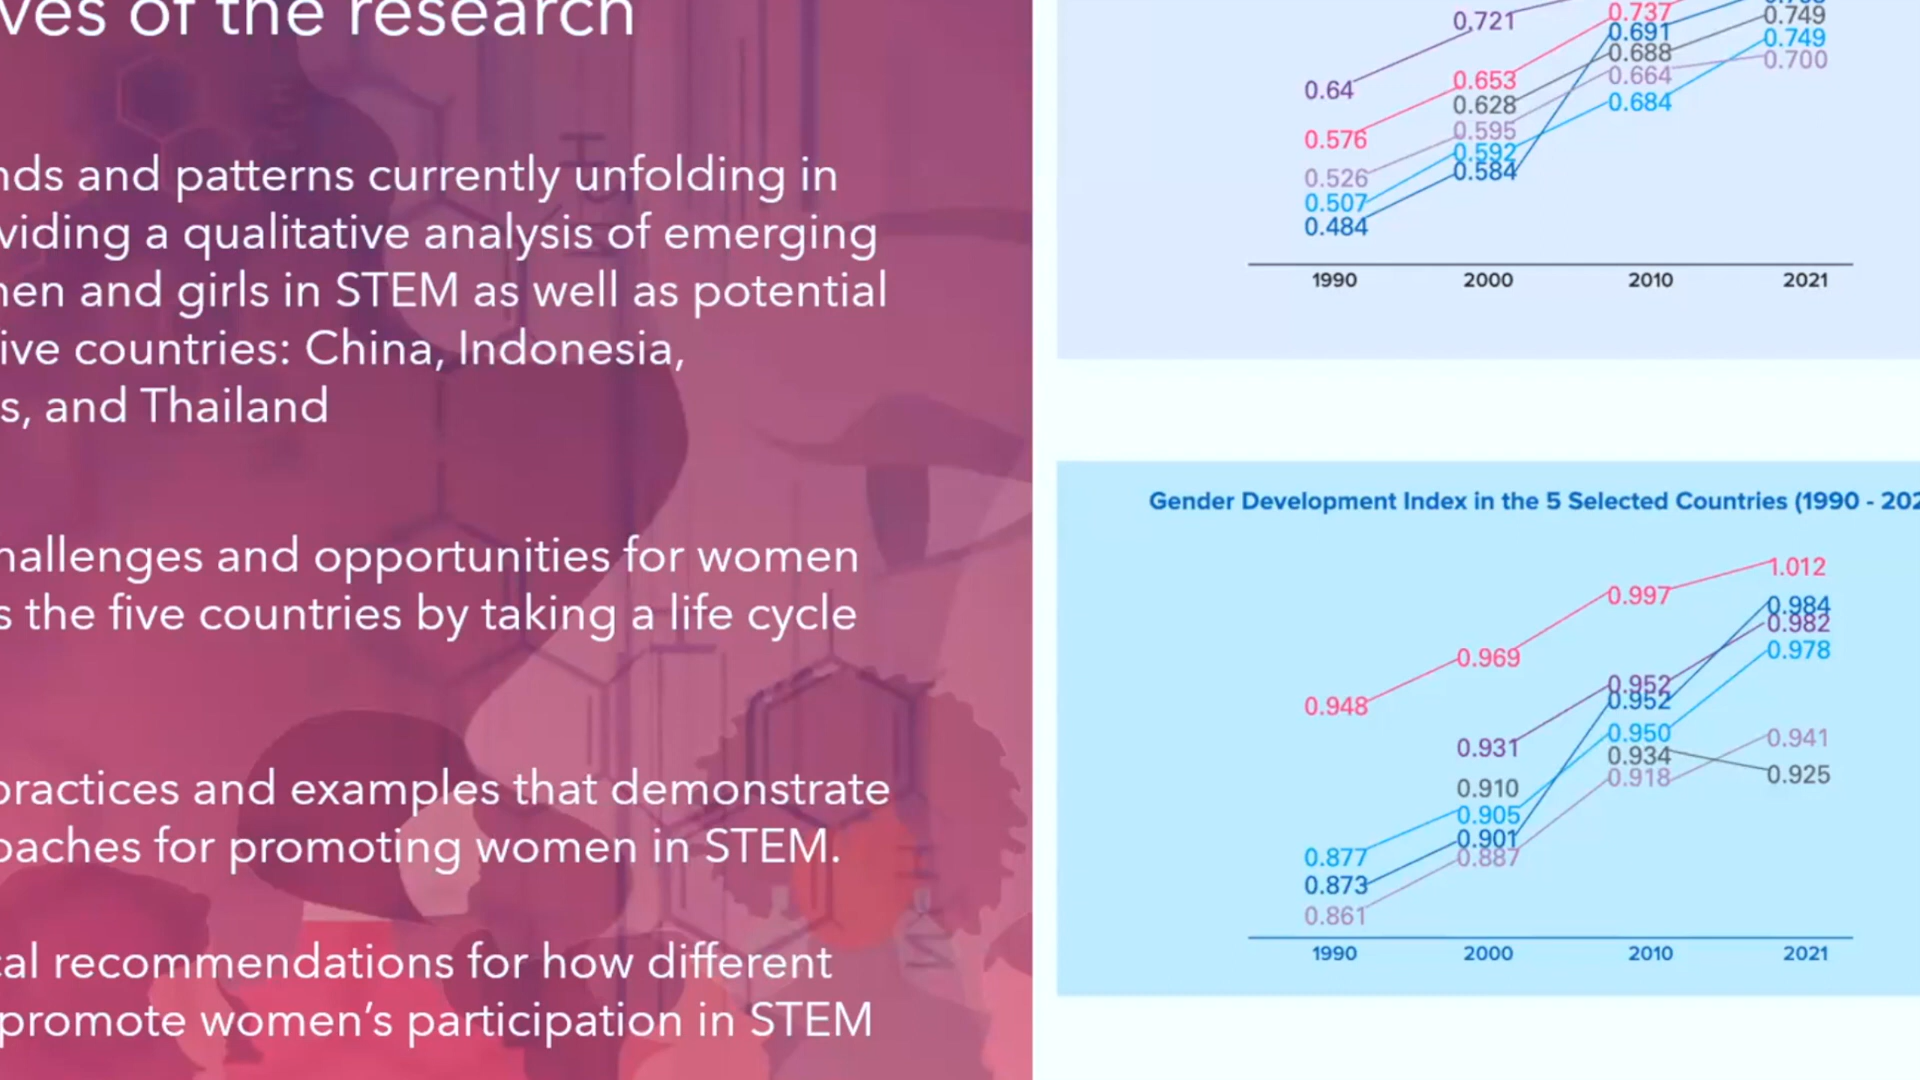 ves of the research
nds and patterns currently unfolding in
viding a qualitative analysis of emerging
men and girls in STEM as well as potential
ive countries: China, Indonesia,
s, and Thailand
hallenges and opportunities for women
s the five countries by taking a life cycle
practices and examples that demonstrate
oaches for promoting women in STEM.
cal recommendations for how different
promote women's participation in STEM
0.721 0.737 0.749
0.691
0.688 0.749
0.64 0.653 0.664 0.700
0.628 0.684
0.576 0.595
0.592
0.526 0.584
0.507
0.484
1990 2000 2010 2021
Gender Development Index in the 5 Selected Countries (1990 - 202
1.012
0.997 0.984
0.982
0.969 0.978
0.948 0.952
0.952
0.931 0.950 0.941
0.910 0.934 0.925
0.905 0.918
0.877 0.901
0.873 0.887
0.861
1990 2000 2010 2021